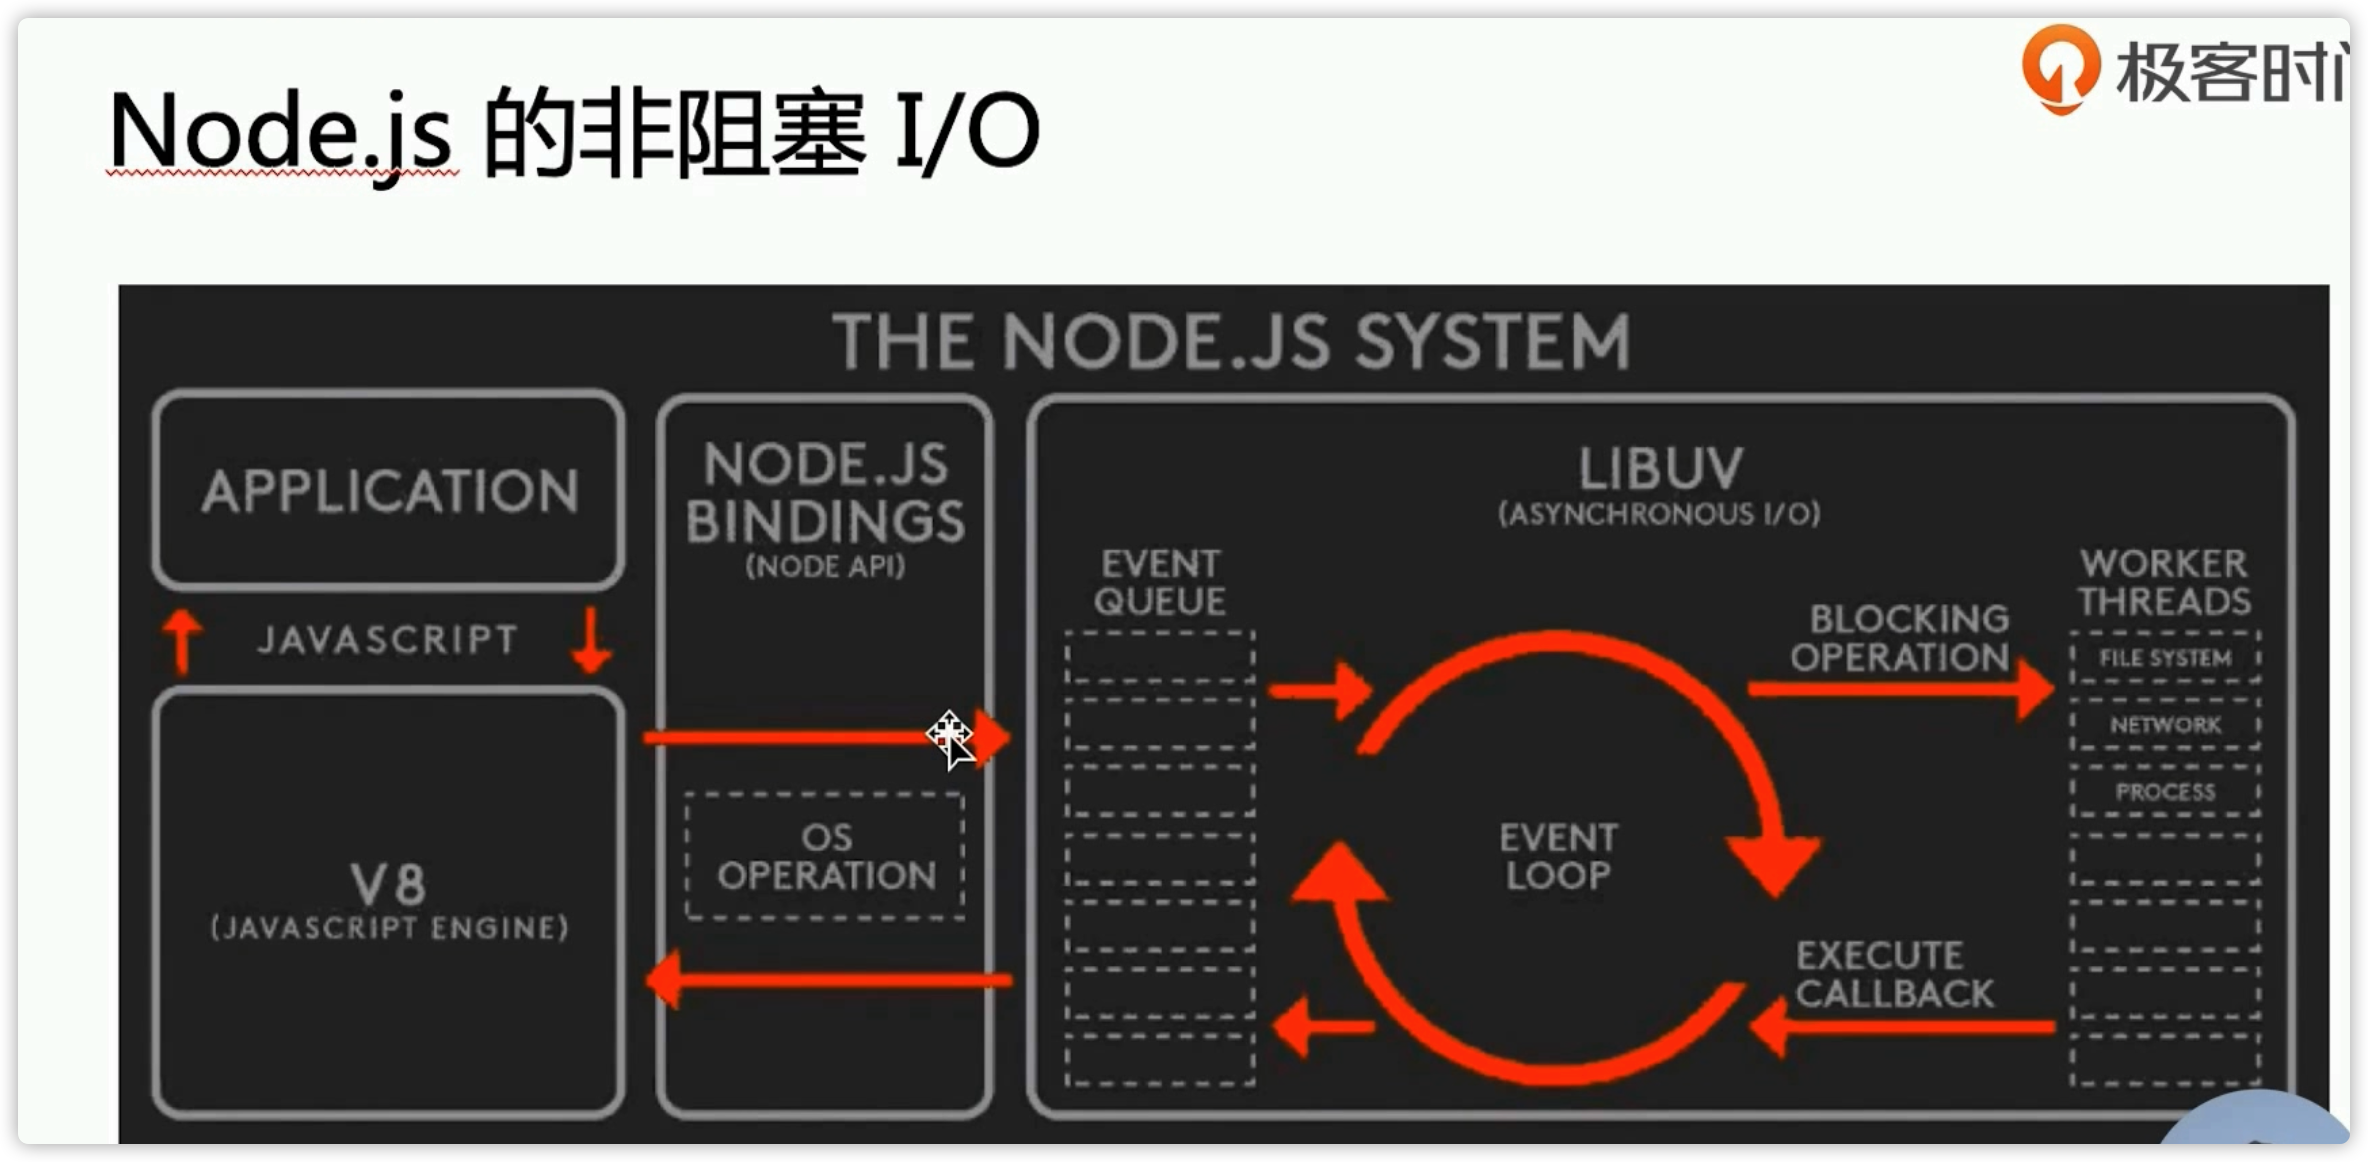 极客时
Node.js 的非阻塞 I/O
THE NODE.JS SYSTEM
APPLICATION
JAVASCRIPT
V8
(JAVASCRIPT ENGINE)
NODE.JS
BINDINGS
(NODE API)
OS
OPERATION
LIBUV
(ASYNCHRONOUS I/O)
EVENT
QUEUE
EVENT
LOOP
BLOCKING
OPERATION
EXECUTE
CALLBACK
WORKER
THREADS
FILE SYSTEM
NETWORK
PROCESS